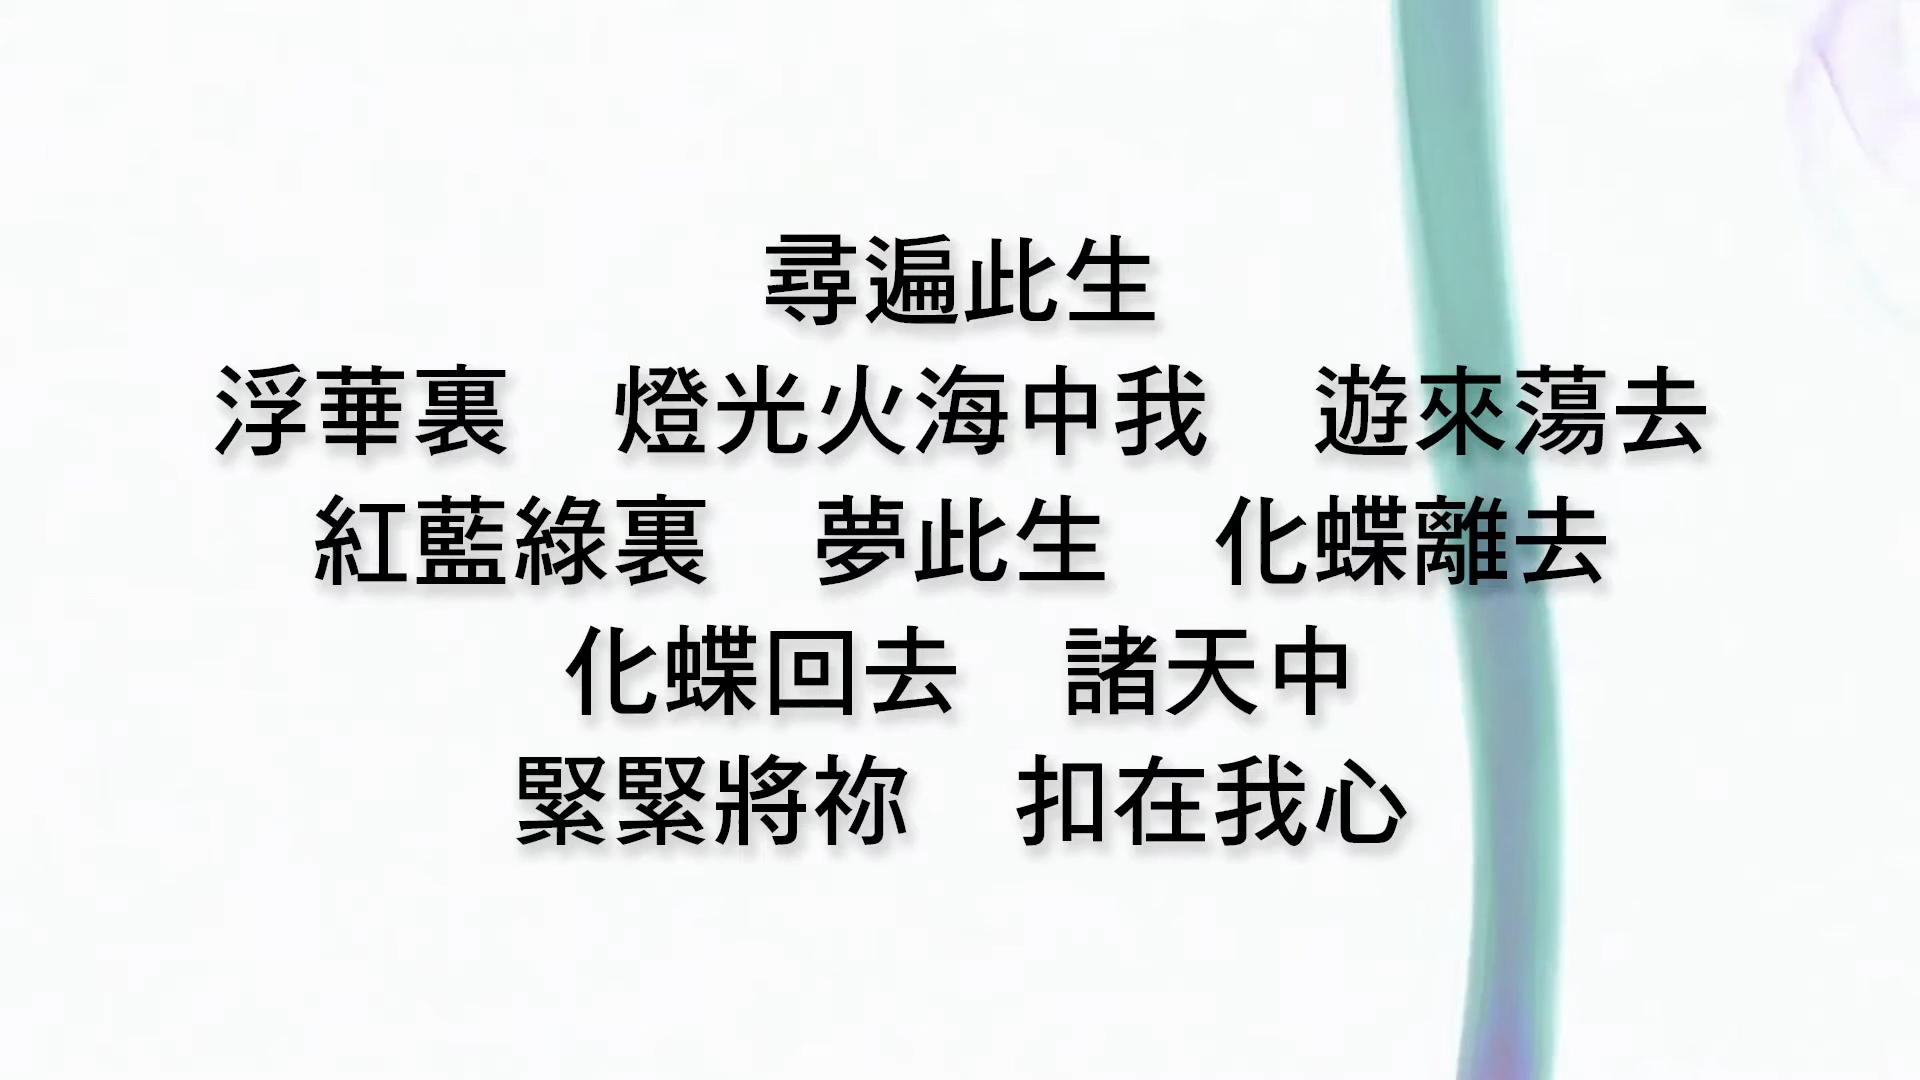 尋遍此生
浮華裏　燈光火海中我　遊來蕩去
紅藍綠裏　夢此生　化蝶離去
化蝶回去　諸天中
緊緊將祢　扣在我心